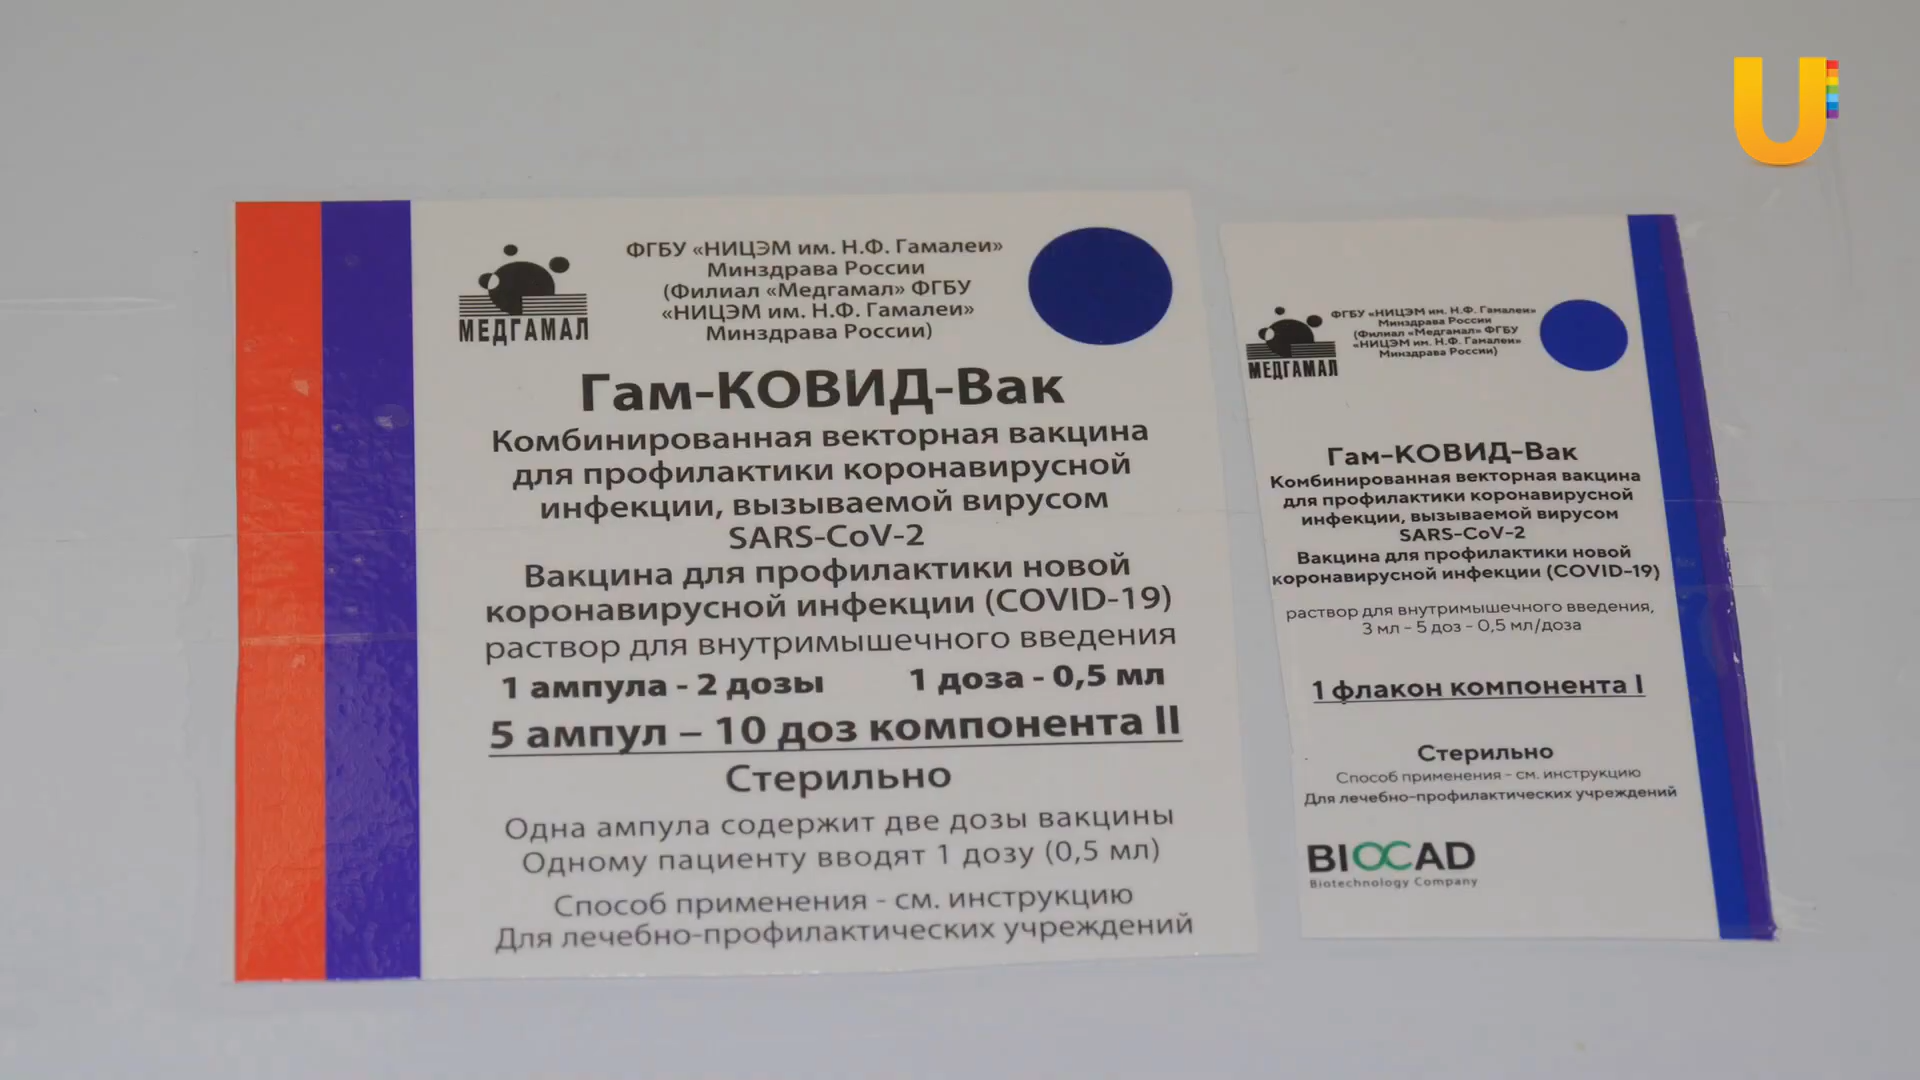 U
МЕДГАМАЛ
ФГБУ «НИЦЭМ им. Н.Ф. Гамалеи»
Минздрава России
(Филиал «Медгамал» ФГБУ
«НИЦЭМ им. Н.Ф. Гамалеи»
Минздрава России)
Гам-КОВИД-Вак
Комбинированная векторная вакцина
для профилактики коронавирусной
инфекции, вызываемой вирусом
SARS-CoV-2
Вакцина для профилактики новой
коронавирусной инфекции (COVID-19)
раствор для внутримышечного введения
1 ампула - 2 дозы 1 доза - 0,5 мл
5 ампул – 10 доз компонента II
Стерильно
Одна ампула содержит две дозы вакцины
Одному пациенту вводят 1 дозу (0,5 мл)
Способ применения - см. инструкцию
Для лечебно-профилактических учреждений
МЕДГАМАЛ
ФГБУ «НИЦЭМ им. Н.Ф. Гамалеи»
Минздрава России
(Филиал «Медгамал» ФГБУ
«НИЦЭМ им. Н.Ф. Гамалеи»
Минздрава России)
Гам-КОВИД-Вак
Комбинированная векторная вакцина
для профилактики коронавирусной
инфекции, вызываемой вирусом
SARS-CoV-2
Вакцина для профилактики новой
коронавирусной инфекции (COVID-19)
раствор для внутримышечного введения,
3 мл - 5 доз - 0,5 мл/доза
1 флакон компонента I
Стерильно
Способ применения - см. инструкцию
Для лечебно-профилактических учреждений
BIOCAD
Biotechnology Company